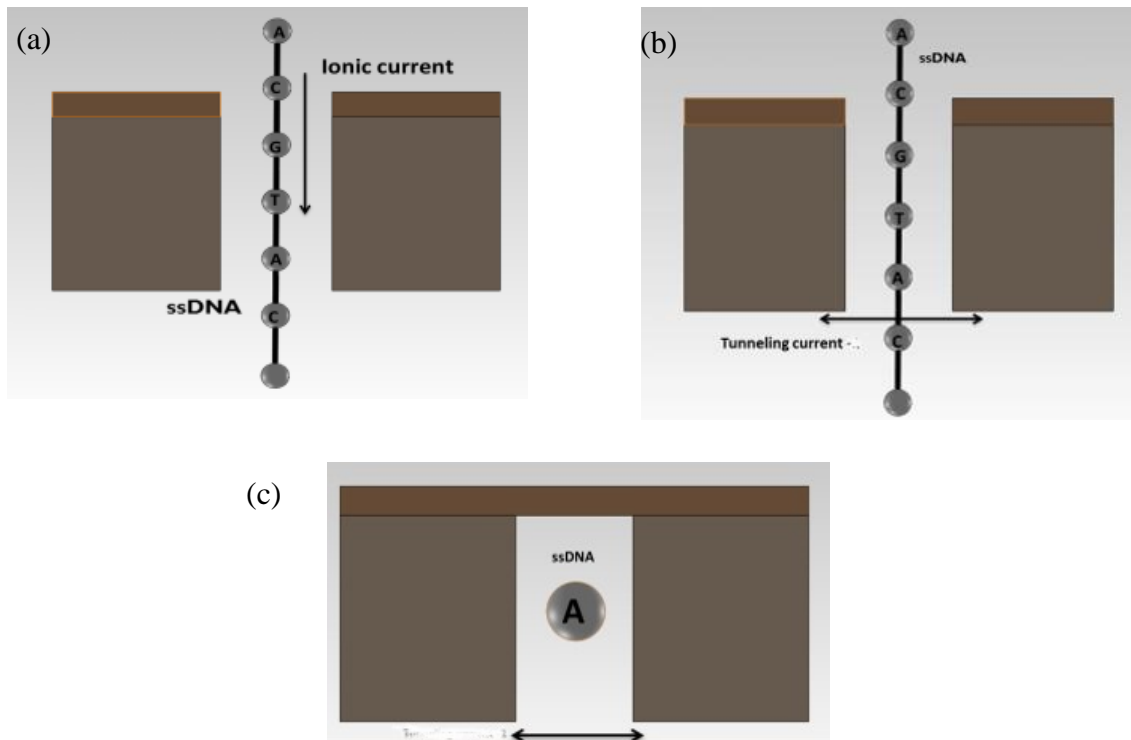 (a)
A
C
Ionic current
G
T
A
ssDNA
C
(b)
A
ssDNA
C
G
T
A
Tunneling current
C
(c)
ssDNA
A